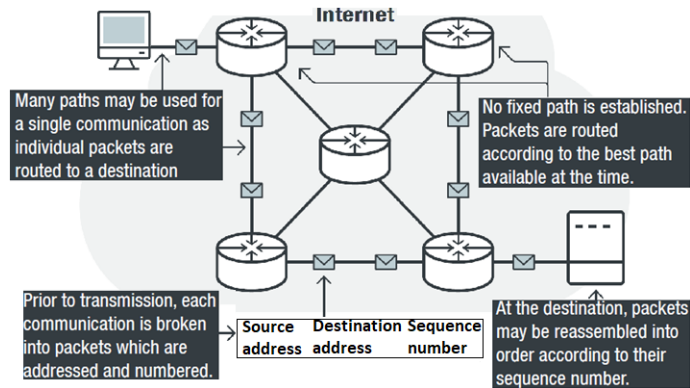 Internet
Many paths may be used for
a single communication as
individual packets are
routed to a destination
No fixed path is established.
Packets are routed
according to the best path
available at the time.
Prior to transmission, each
communication is broken
into packets which are
addressed and numbered.
Source Destination Sequence
address address number
At the destination, packets
may be reassembled into
order according to their
sequence number.